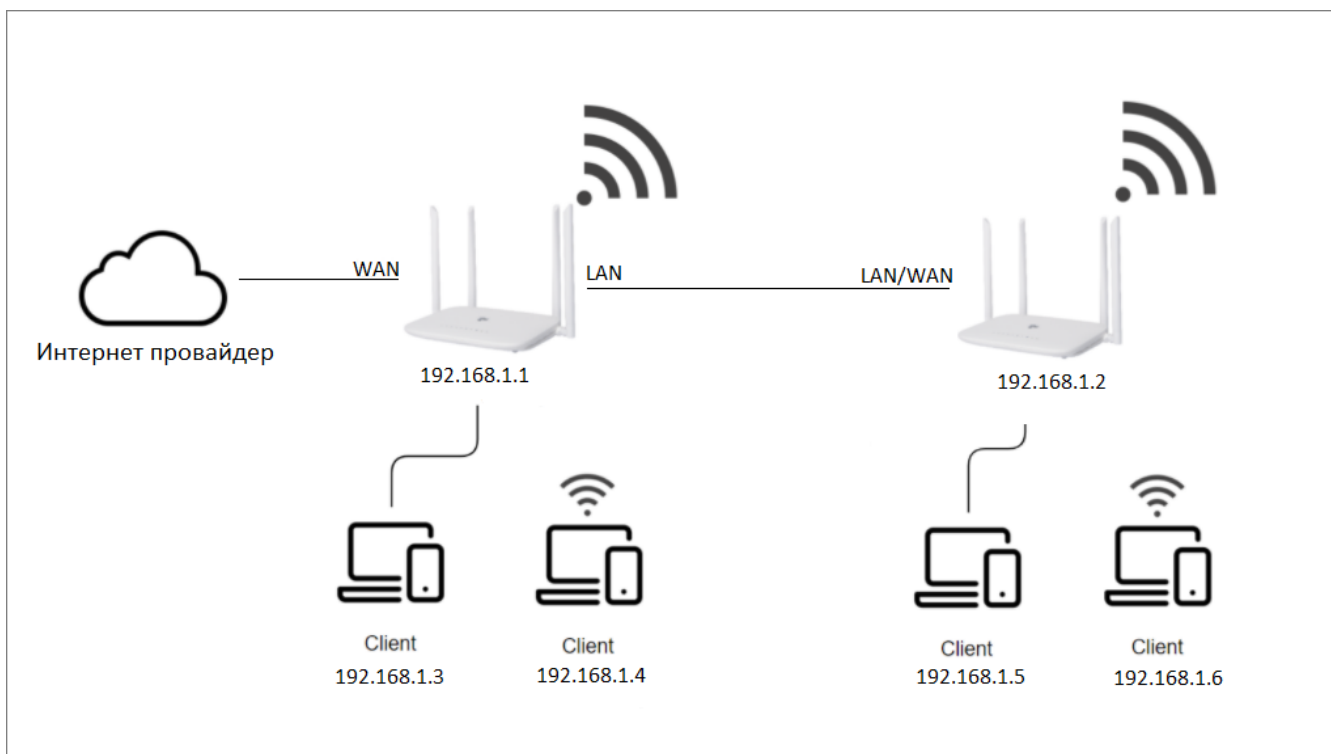 WAN
LAN
LAN/WAN
Интернет провайдер
192.168.1.1
192.168.1.2
Client
192.168.1.3
Client
192.168.1.4
Client
192.168.1.5
Client
192.168.1.6